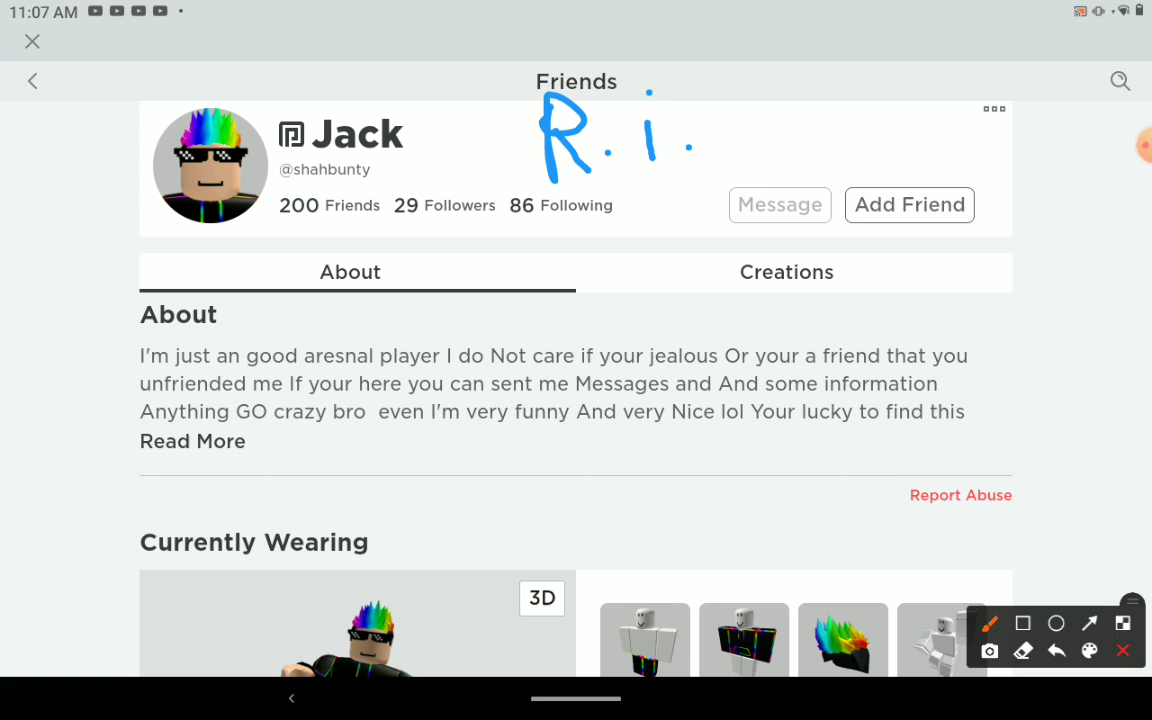 11:07 AM
Friends
R. i.
Jack
@shahbunty
200 Friends 29 Followers 86 Following
Message Add Friend
About Creations
About
I'm just an good aresnal player I do Not care if your jealous Or your a friend that you
unfriended me If your here you can sent me Messages and And some information
Anything GO crazy bro even I'm very funny And very Nice lol Your lucky to find this
Read More
Report Abuse
Currently Wearing
3D